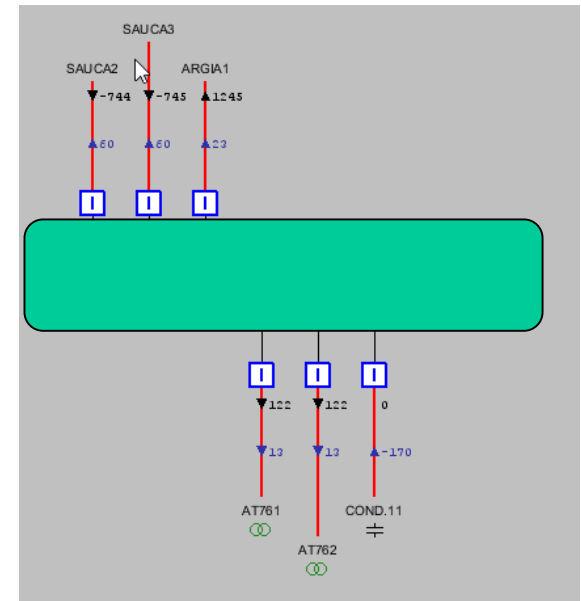 SAUCA3
SAUCA2 ARGIA1
-744 -745 1245
60 60 23
I I I
I I I
122 122 0
13 13 -170
AT761 COND.11
AT762